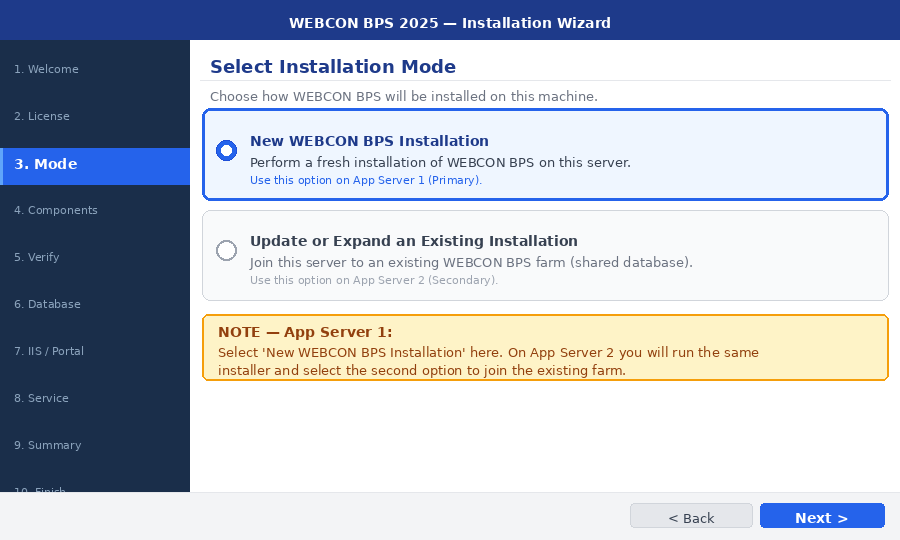 WEBCON BPS 2025 — Installation Wizard
1. Welcome
2. License
3. Mode
4. Components
5. Verify
6. Database
7. IIS / Portal
8. Service
9. Summary
10. Finish
Select Installation Mode
Choose how WEBCON BPS will be installed on this machine.
New WEBCON BPS Installation
Perform a fresh installation of WEBCON BPS on this server.
Use this option on App Server 1 (Primary).
Update or Expand an Existing Installation
Join this server to an existing WEBCON BPS farm (shared database).
Use this option on App Server 2 (Secondary).
NOTE — App Server 1:
Select 'New WEBCON BPS Installation' here. On App Server 2 you will run the same
installer and select the second option to join the existing farm.
< Back
Next >